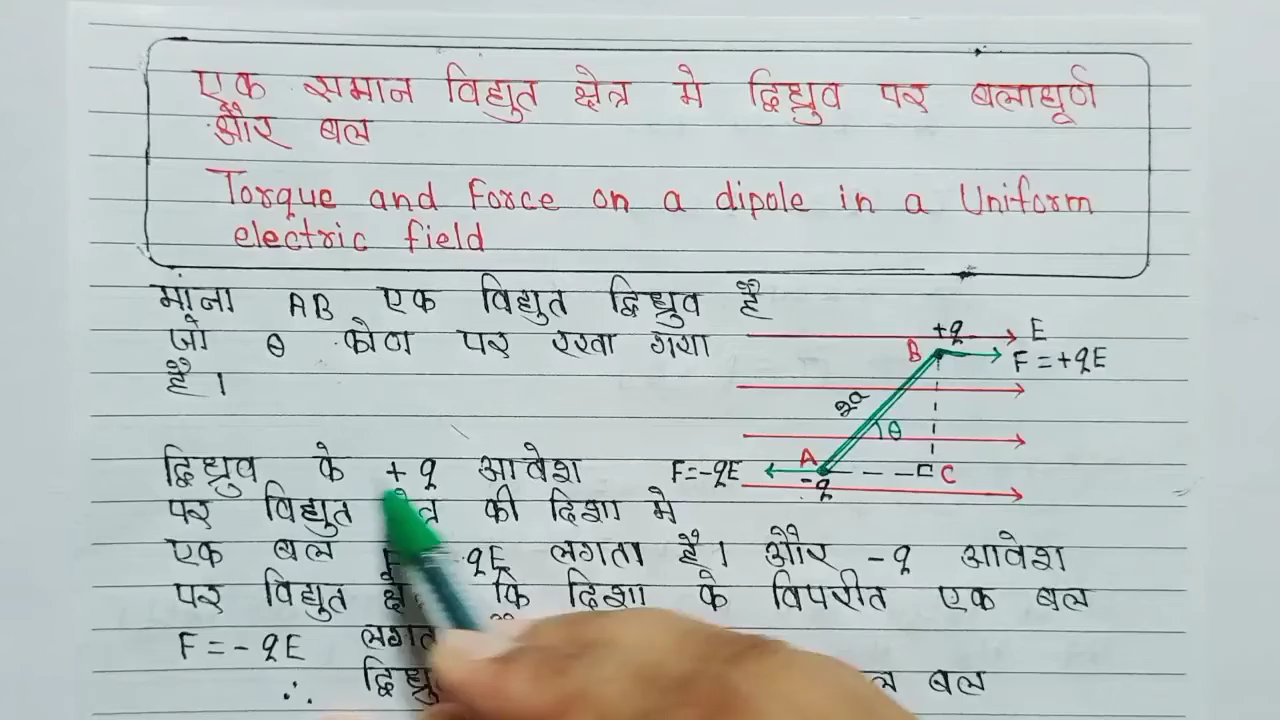 एक समान विद्युत क्षेत्र मे द्विध्रुव पर बलाघूर्ण
और बल
Torque and Force on a dipole in a Uniform
electric field
माना AB एक विद्युत द्विध्रुव है
जो θ कोण पर रखा गया
है।
+q
E
B
F = +qE
2a
θ
A
F=-qE
C
-q
द्विध्रुव के +q आवेश
पर विद्युत की दिशा मे
एक बल qE लगता है। और -q आवेश
पर विद्युत कि दिशा के विपरीत एक बल
F = -qE
∴ बल